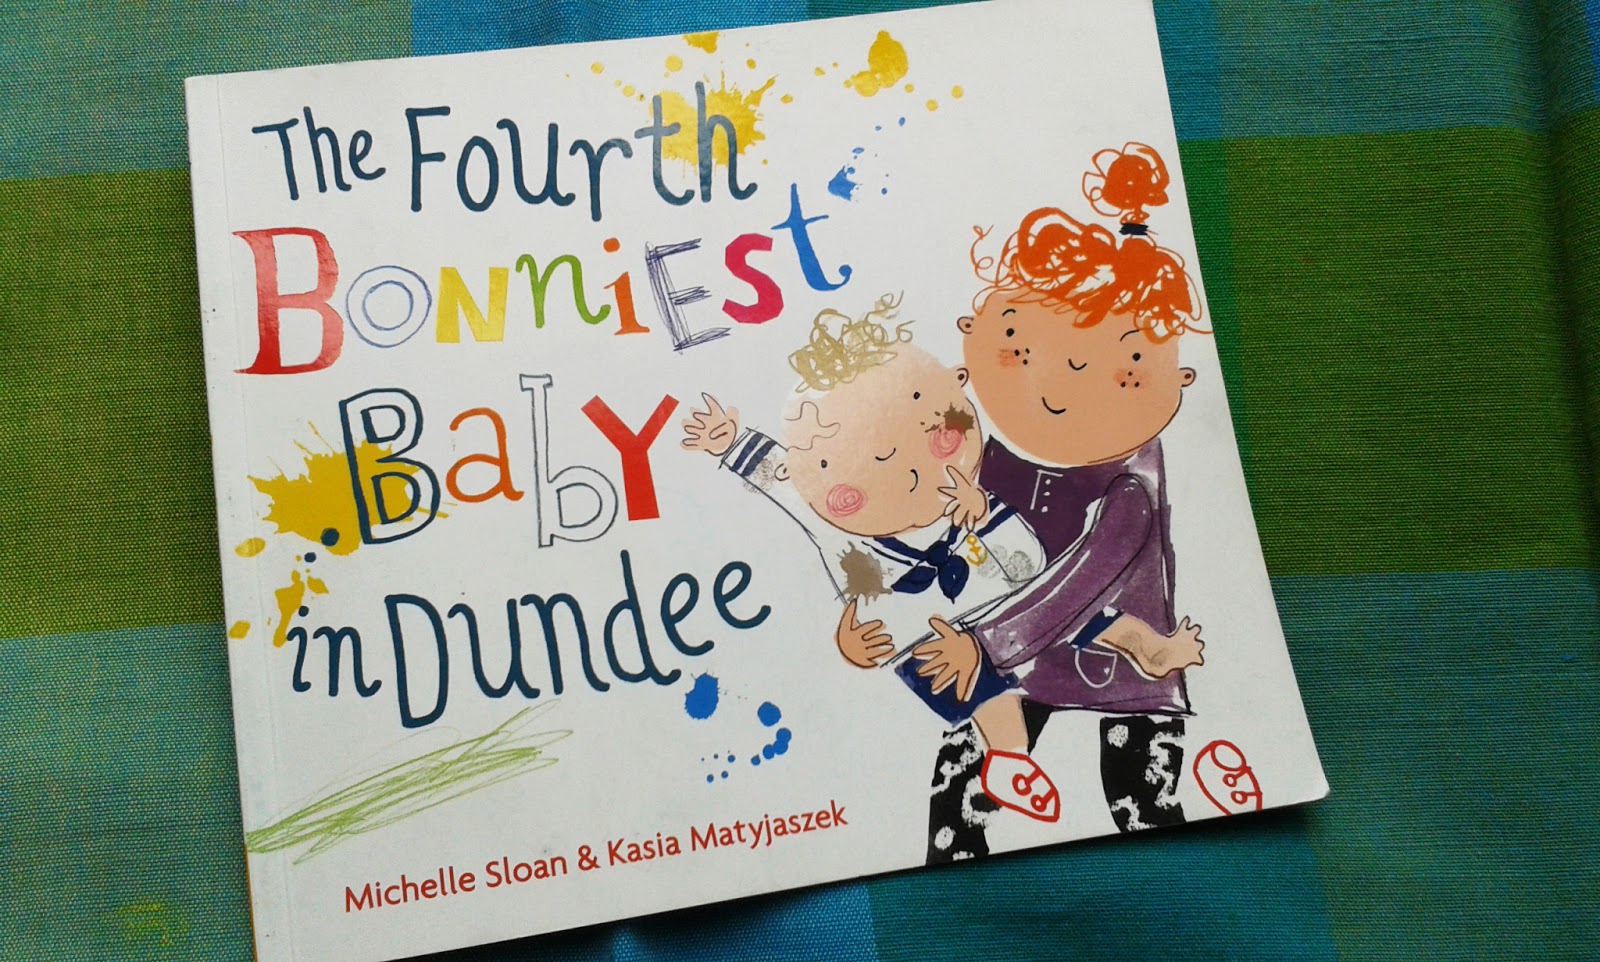 The Fourth
BonniEst
BabY
in Dundee
Michelle Sloan & Kasia Matyjaszek